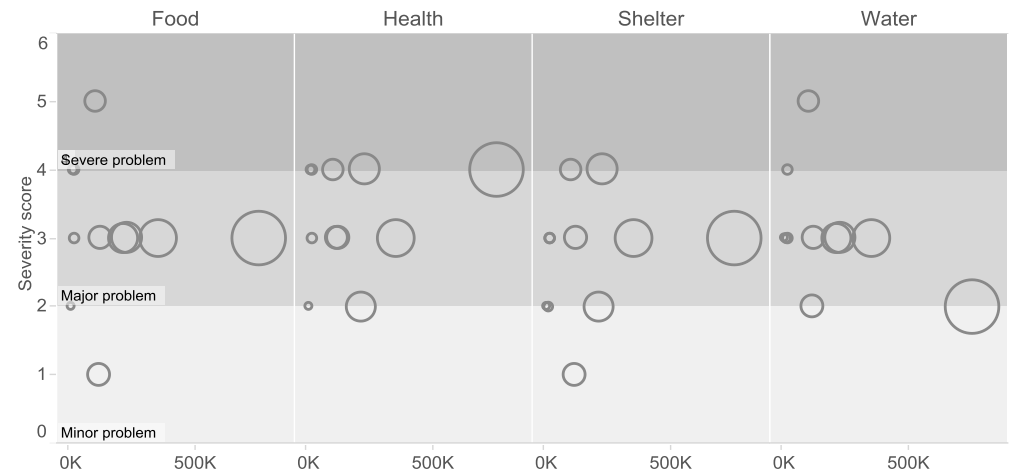 Food Health Shelter Water
6
5
Severe problem
4
Severity score
3
Major problem
2
1
0
Minor problem
0K 500K 0K 500K 0K 500K 0K 500K